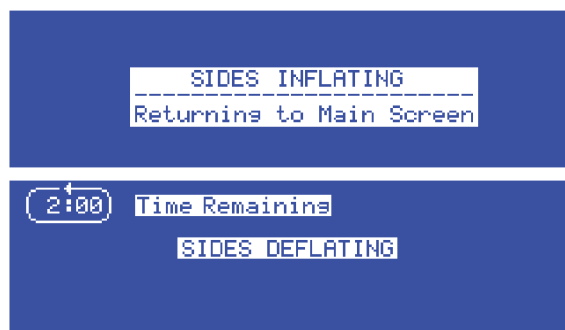 SIDES INFLATING
Returning to Main Screen
2:00 Time Remaining
SIDES DEFLATING